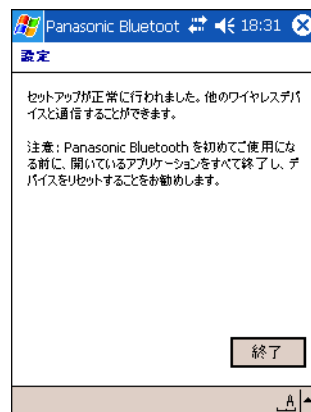 Panasonic Bluetoot 18:31
設定
セットアップが正常に行われました。他のワイヤレスデバ
イスと通信することができます。
注意: Panasonic Bluetooth を初めてご使用にな
る前に、開いているアプリケーションをすべて終了し、デ
バイスをリセットすることをお勧めします。
終了
A